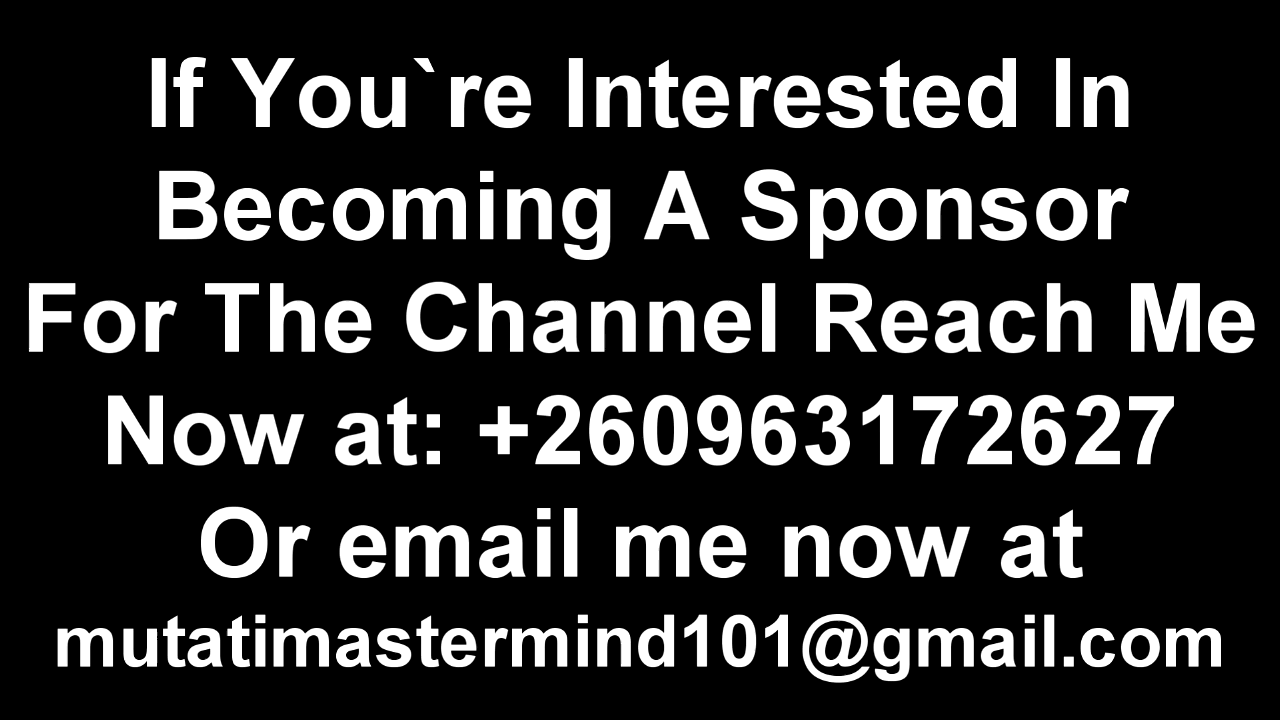 If You`re Interested In
Becoming A Sponsor
For The Channel Reach Me
Now at: +260963172627
Or email me now at
mutatimastermind101@gmail.com